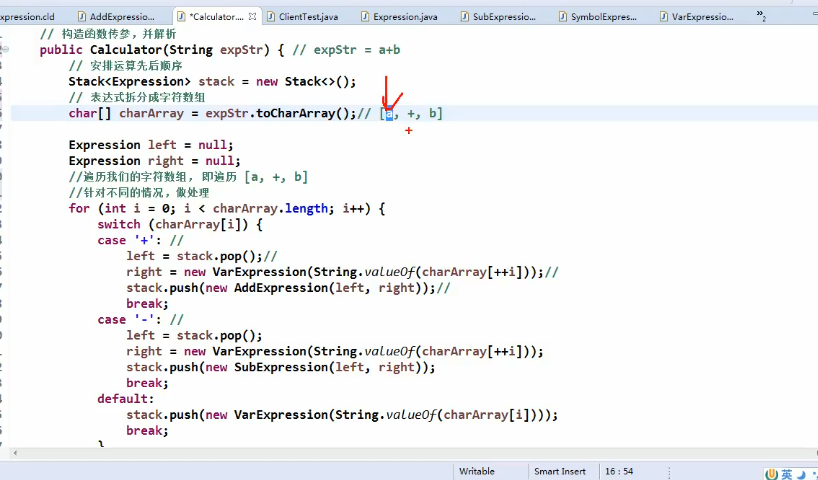 xpression.cld AddExpressio... *Calculator.... ClientTest.java Expression.java SubExpressio... SymbolExpres... VarExpressio... »2
// 构造函数传参，并解析
public Calculator(String expStr) { // expStr = a+b
// 安排运算先后顺序
Stack<Expression> stack = new Stack<>();
// 表达式拆分成字符数组
char[] charArray = expStr.toCharArray();// [a, +, b]
+
Expression left = null;
Expression right = null;
//遍历我们的字符数组， 即遍历 [a, +, b]
//针对不同的情况，做处理
for (int i = 0; i < charArray.length; i++) {
switch (charArray[i]) {
case '+': //
left = stack.pop();//
right = new VarExpression(String.valueOf(charArray[++i]));//
stack.push(new AddExpression(left, right));//
break;
case '-': //
left = stack.pop();
right = new VarExpression(String.valueOf(charArray[++i]));
stack.push(new SubExpression(left, right));
break;
default:
stack.push(new VarExpression(String.valueOf(charArray[i])));
break;
}
Writable Smart Insert 16 : 54
英